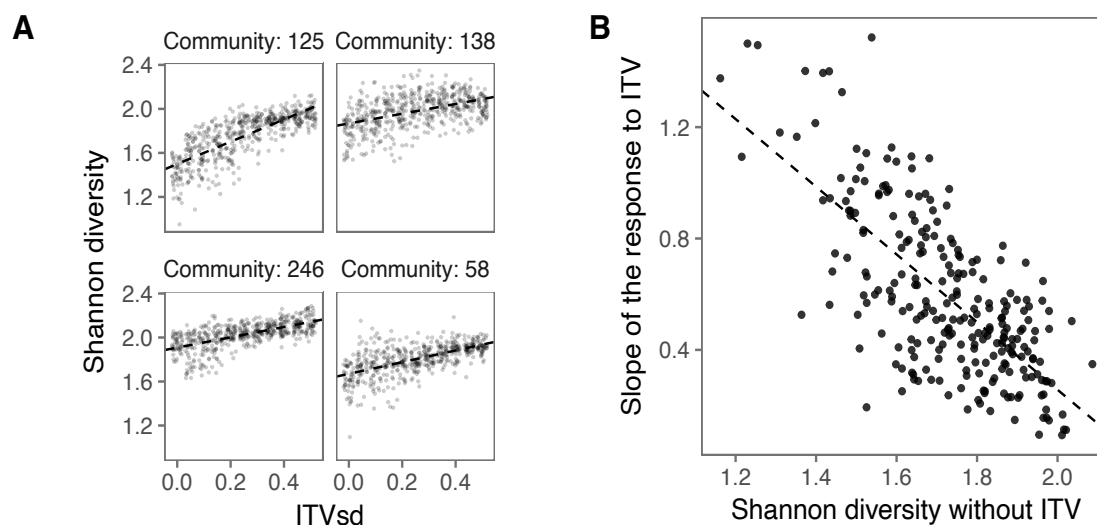 A
Community: 125
Community: 138
2.4
2.0
1.6
1.2
Community: 246
Community: 58
2.4
2.0
1.6
1.2
0.0
0.2
0.4
0.0
0.2
0.4
Shannon diversity
ITVsd
B
1.2
0.8
0.4
1.2
1.4
1.6
1.8
2.0
Slope of the response to ITV
Shannon diversity without ITV